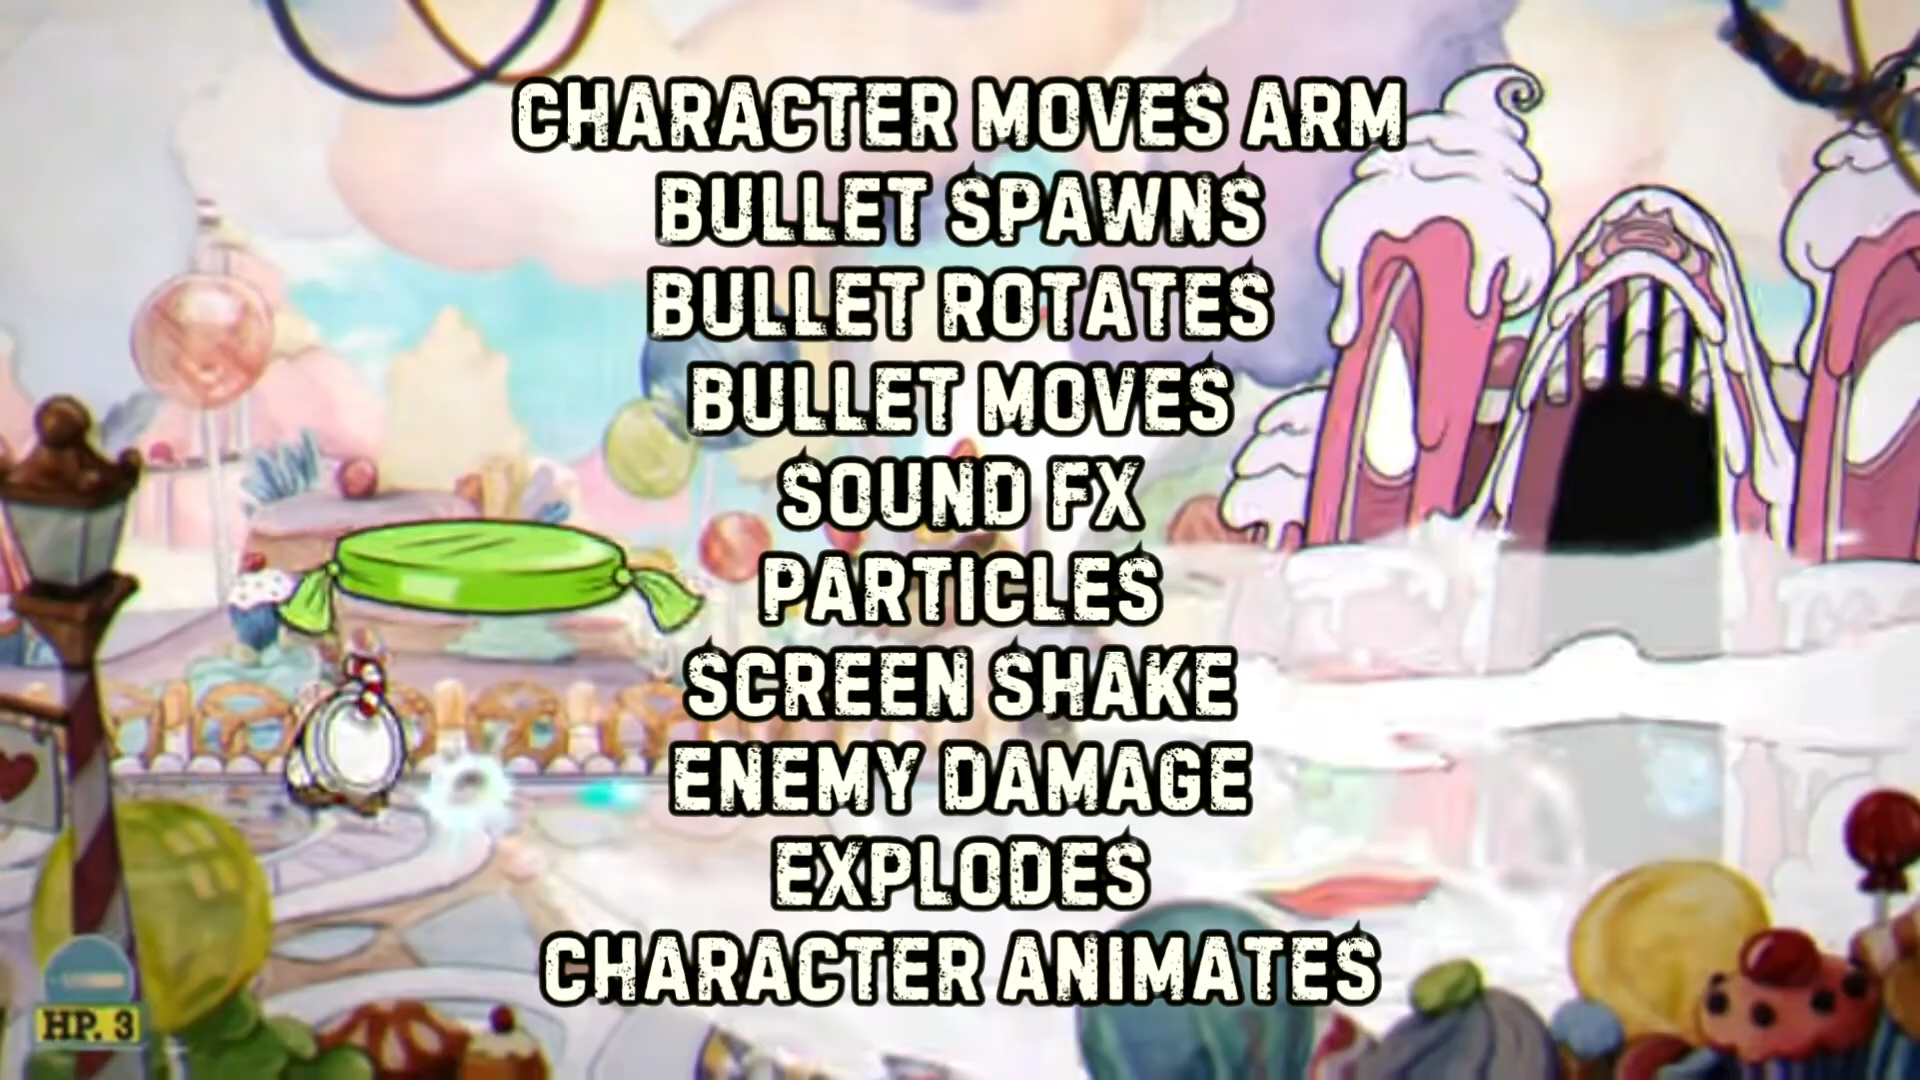 CHARACTER MOVES ARM
BULLET SPAWNS
BULLET ROTATES
BULLET MOVES
SOUND FX
PARTICLES
SCREEN SHAKE
ENEMY DAMAGE
EXPLODES
CHARACTER ANIMATES
HP. 3